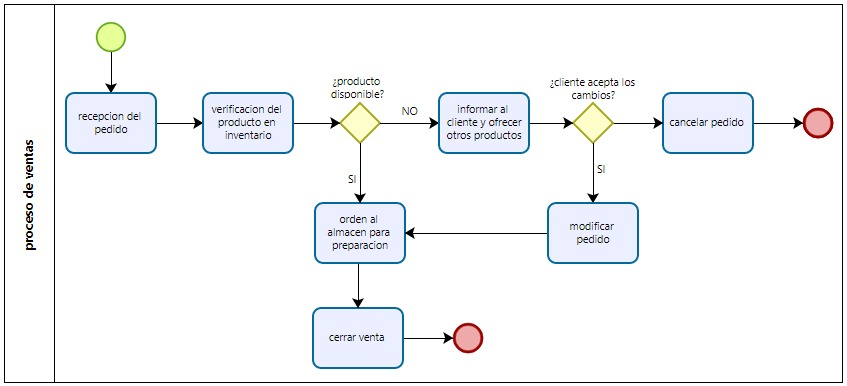 proceso de ventas
recepcion del
pedido
verificacion del
producto en
inventario
¿producto
disponible?
NO
informar al
cliente y ofrecer
otros productos
¿cliente acepta los
cambios?
cancelar pedido
SI
SI
orden al
almacen para
preparacion
modificar
pedido
cerrar venta